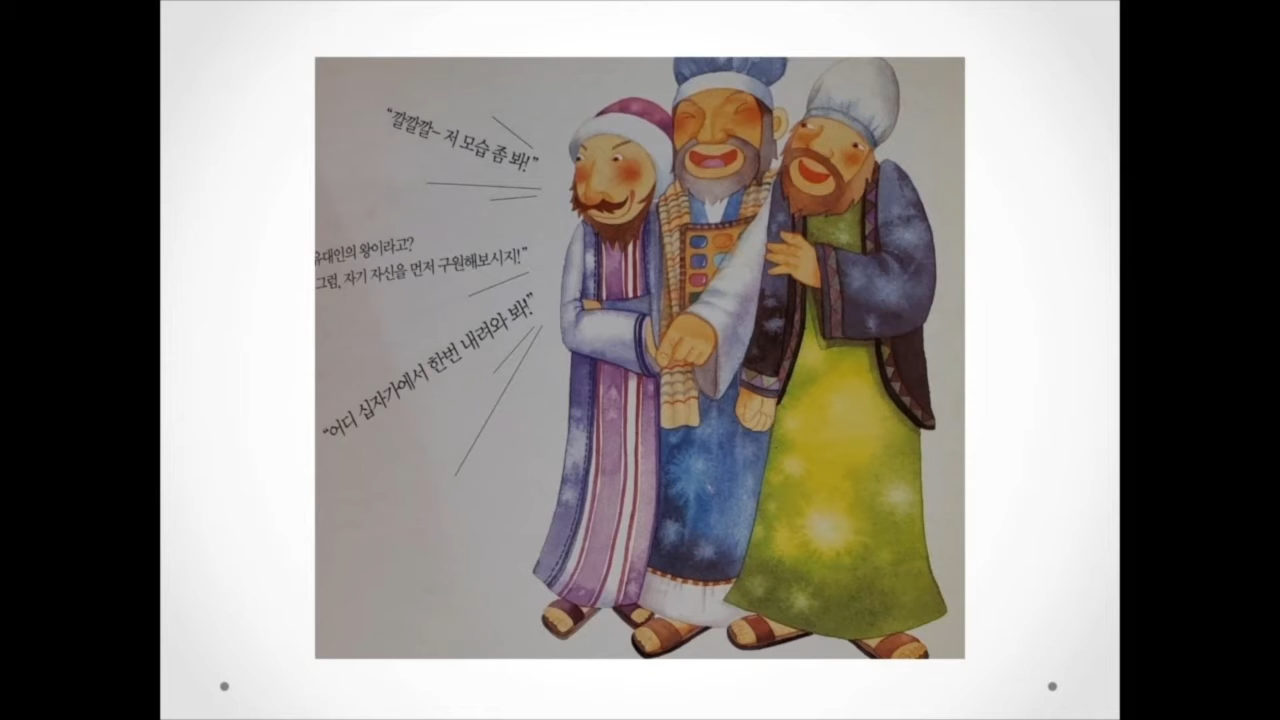 “깔깔깔– 저 모습 좀 봐!”
유대인의 왕이라고?
그럼, 자기 자신을 먼저 구원해보시지!”
“어디 십자가에서 한번 내려와 봐!”